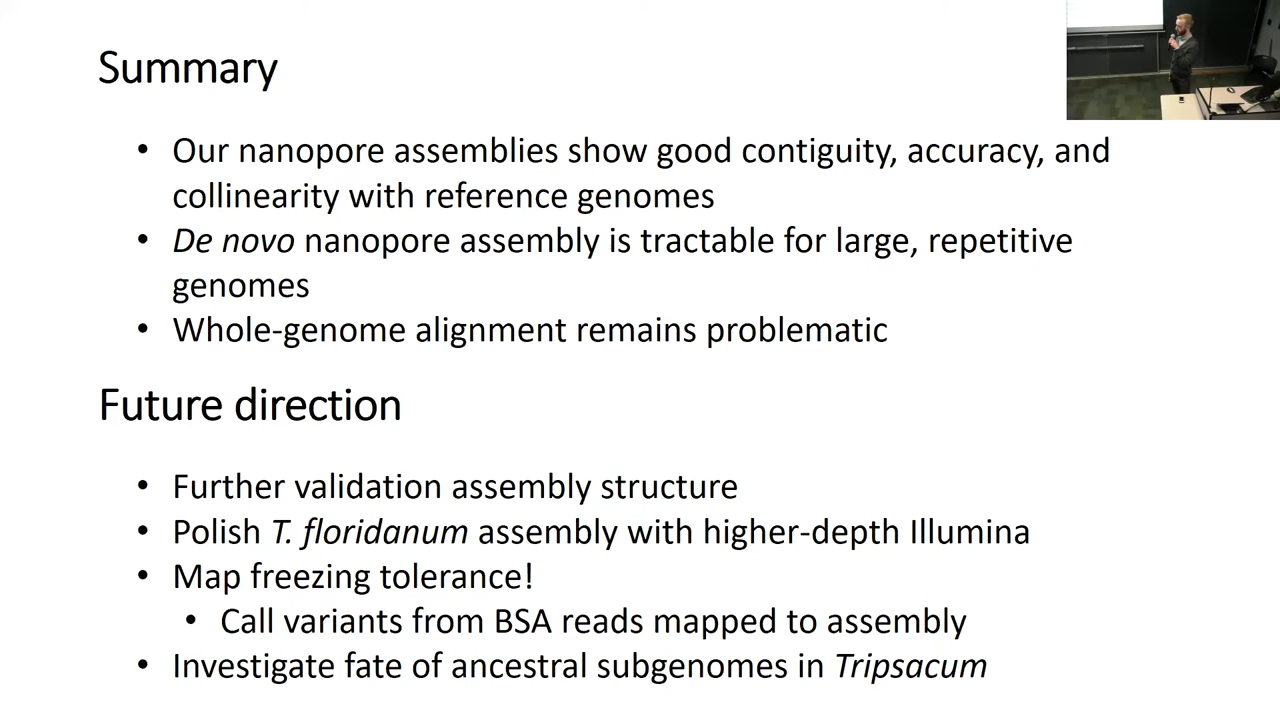 Summary
• Our nanopore assemblies show good contiguity, accuracy, and
collinearity with reference genomes
• De novo nanopore assembly is tractable for large, repetitive
genomes
• Whole-genome alignment remains problematic
Future direction
• Further validation assembly structure
• Polish T. floridanum assembly with higher-depth Illumina
• Map freezing tolerance!
• Call variants from BSA reads mapped to assembly
• Investigate fate of ancestral subgenomes in Tripsacum